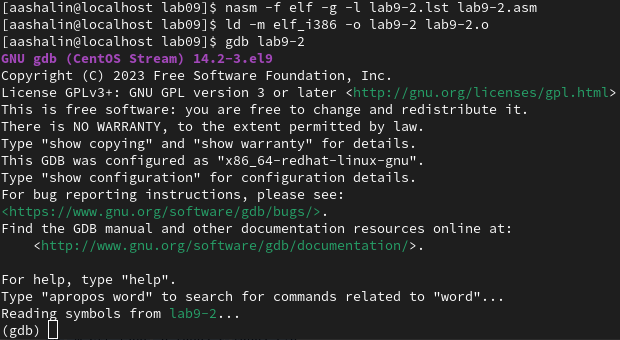 [aashalin@localhost lab09]$ nasm -f elf -g -l lab9-2.lst lab9-2.asm
[aashalin@localhost lab09]$ ld -m elf_i386 -o lab9-2 lab9-2.o
[aashalin@localhost lab09]$ gdb lab9-2
GNU gdb (CentOS Stream) 14.2-3.el9
Copyright (C) 2023 Free Software Foundation, Inc.
License GPLv3+: GNU GPL version 3 or later <http://gnu.org/licenses/gpl.html>
This is free software: you are free to change and redistribute it.
There is NO WARRANTY, to the extent permitted by law.
Type "show copying" and "show warranty" for details.
This GDB was configured as "x86_64-redhat-linux-gnu".
Type "show configuration" for configuration details.
For bug reporting instructions, please see:
<https://www.gnu.org/software/gdb/bugs/>.
Find the GDB manual and other documentation resources online at:
    <http://www.gnu.org/software/gdb/documentation/>.

For help, type "help".
Type "apropos word" to search for commands related to "word"...
Reading symbols from lab9-2...
(gdb)